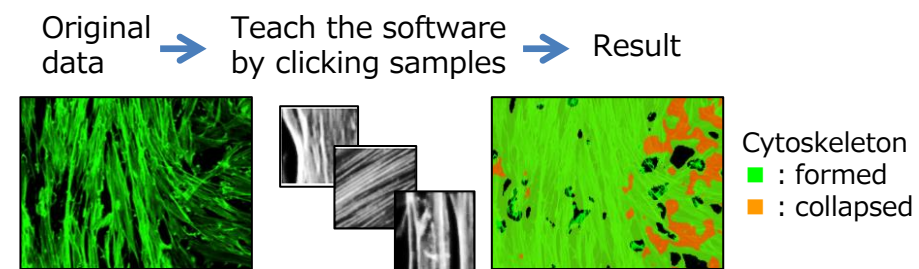 Original
data
Teach the software
by clicking samples
Result
Cytoskeleton
: formed
: collapsed